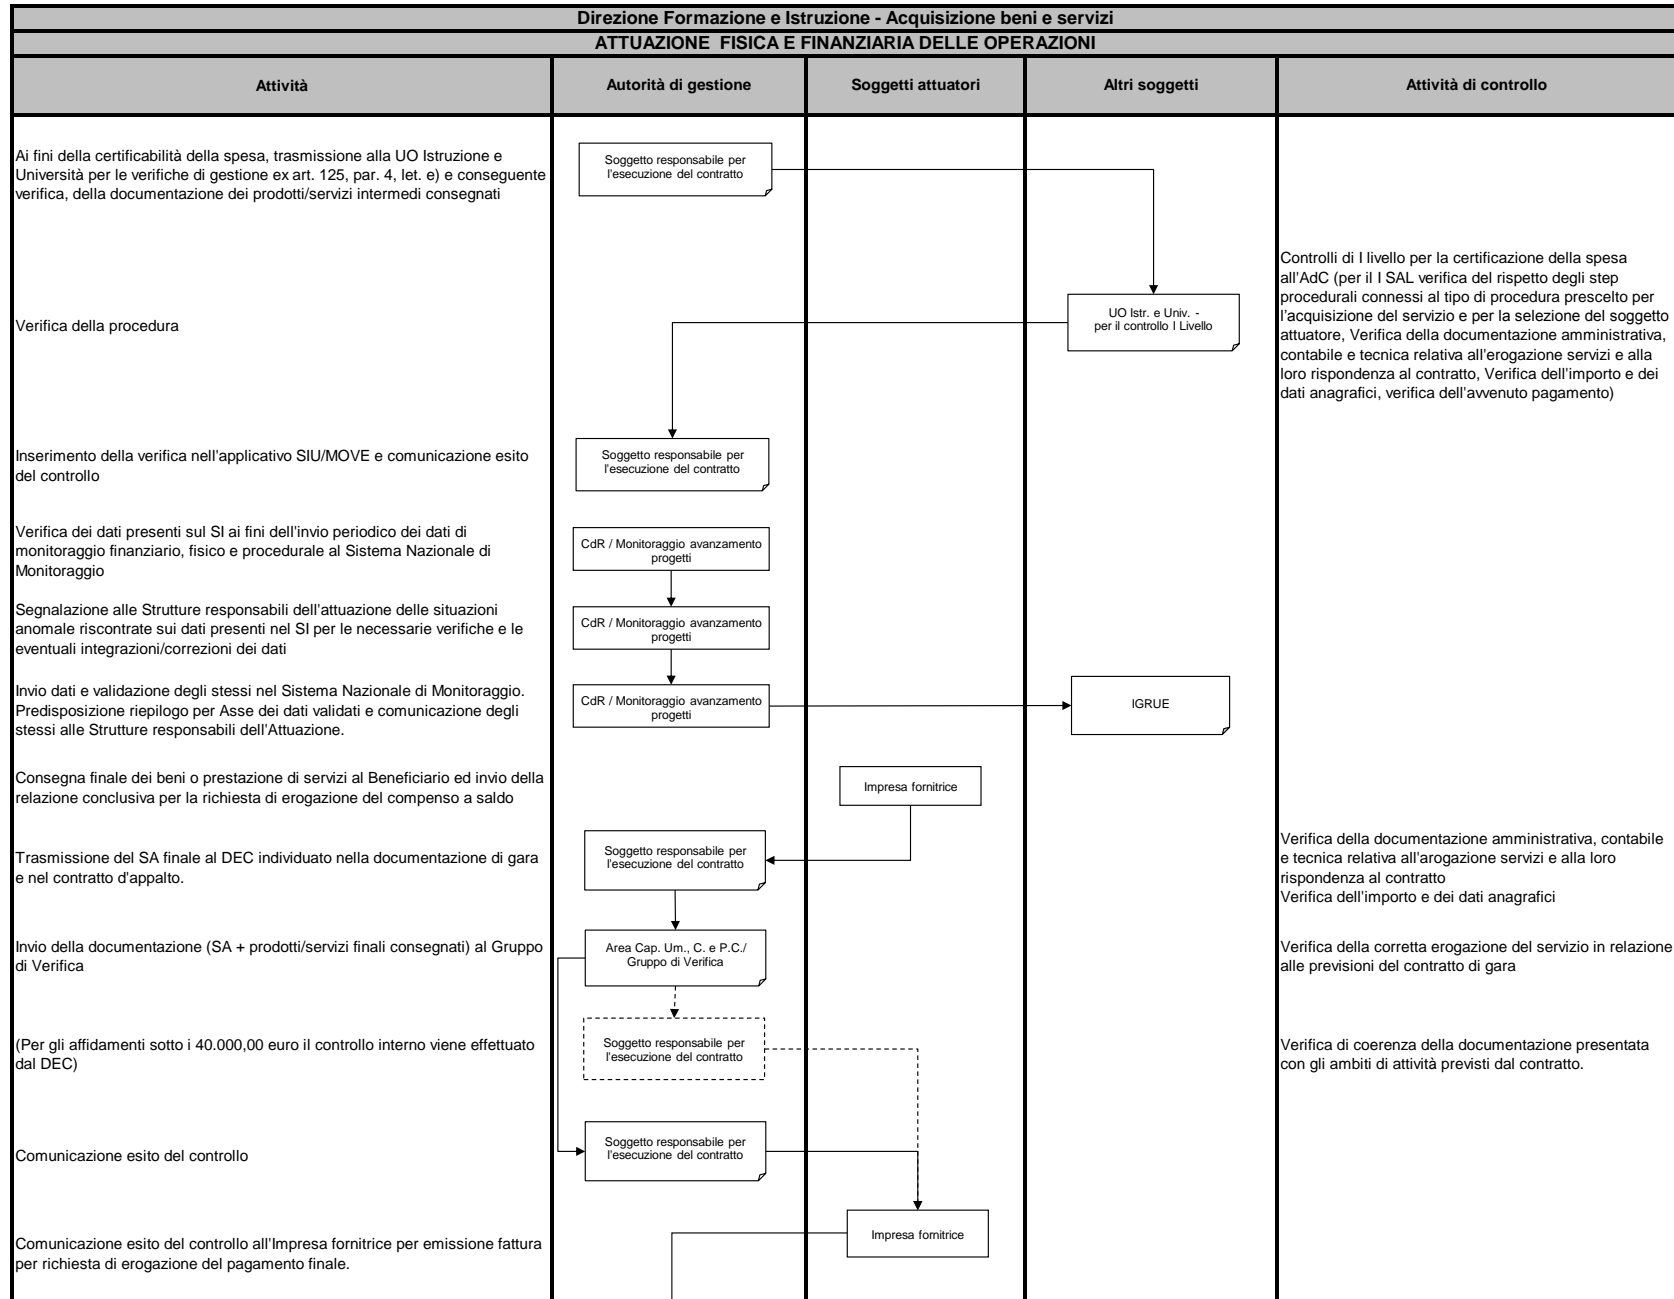 Direzione Formazione e Istruzione - Acquisizione beni e servizi
ATTUAZIONE  FISICA E FINANZIARIA DELLE OPERAZIONI
Attività
Autorità di gestione
Soggetti attuatori
Altri soggetti
Attività di controllo
Ai fini della certificabilità della spesa, trasmissione alla UO Istruzione e
Università per le verifiche di gestione ex art. 125, par. 4, let. e) e conseguente
verifica, della documentazione dei prodotti/servizi intermedi consegnati
Soggetto responsabile per
l'esecuzione del contratto
Verifica della procedura
UO Istr. e Univ. -
per il controllo I Livello
Controlli di I livello per la certificazione della spesa
all'AdC (per il I SAL verifica del rispetto degli step
procedurali connessi al tipo di procedura prescelto per
l'acquisizione del servizio e per la selezione del soggetto
attuatore, Verifica della documentazione amministrativa,
contabile e tecnica relativa all'erogazione servizi e alla
loro rispondenza al contratto, Verifica dell'importo e dei
dati anagrafici, verifica dell'avvenuto pagamento)
Inserimento della verifica nell'applicativo SIU/MOVE e comunicazione esito
del controllo
Soggetto responsabile per
l'esecuzione del contratto
Verifica dei dati presenti sul SI ai fini dell'invio periodico dei dati di
monitoraggio finanziario, fisico e procedurale al Sistema Nazionale di
Monitoraggio
CdR / Monitoraggio avanzamento
progetti
Segnalazione alle Strutture responsabili dell'attuazione delle situazioni
anomale riscontrate sui dati presenti nel SI per le necessarie verifiche e le
eventuali integrazioni/correzioni dei dati
CdR / Monitoraggio avanzamento
progetti
Invio dati e validazione degli stessi nel Sistema Nazionale di Monitoraggio.
Predisposizione riepilogo per Asse dei dati validati e comunicazione degli
stessi alle Strutture responsabili dell'Attuazione.
CdR / Monitoraggio avanzamento
progetti
IGRUE
Consegna finale dei beni o prestazione di servizi al Beneficiario ed invio della
relazione conclusiva per la richiesta di erogazione del compenso a saldo
Impresa fornitrice
Trasmissione del SA finale al DEC individuato nella documentazione di gara
e nel contratto d'appalto.
Soggetto responsabile per
l'esecuzione del contratto
Verifica della documentazione amministrativa, contabile
e tecnica relativa all'arogazione servizi e alla loro
rispondenza al contratto
Verifica dell'importo e dei dati anagrafici
Invio della documentazione (SA + prodotti/servizi finali consegnati) al Gruppo
di Verifica
Area Cap. Um., C. e P.C./
Gruppo di Verifica
Verifica della corretta erogazione del servizio in relazione
alle previsioni del contratto di gara
(Per gli affidamenti sotto i 40.000,00 euro il controllo interno viene effettuato
dal DEC)
Soggetto responsabile per
l'esecuzione del contratto
Verifica di coerenza della documentazione presentata
con gli ambiti di attività previsti dal contratto.
Comunicazione esito del controllo
Soggetto responsabile per
l'esecuzione del contratto
Comunicazione esito del controllo all'Impresa fornitrice per emissione fattura
per richiesta di erogazione del pagamento finale.
Impresa fornitrice